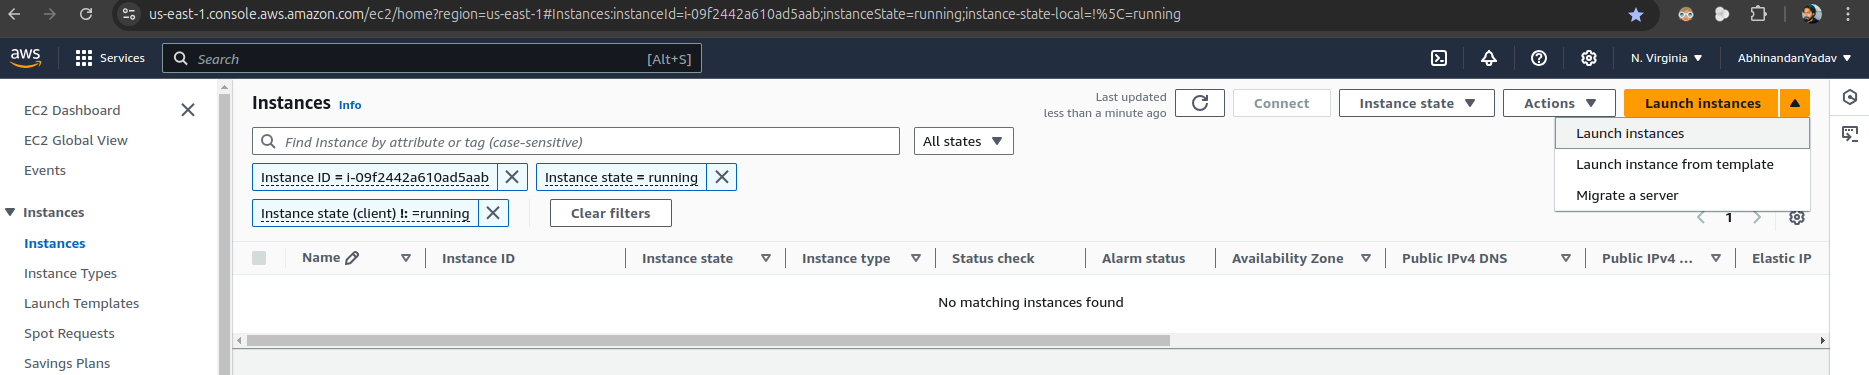 us-east-1.console.aws.amazon.com/ec2/home?region=us-east-1#Instances:instanceId=i-09f2442a610ad5aab;instanceState=running;instance-state-local=!%5C=running
aws Services Search [Alt+S] N. Virginia AbhinandanYadav
EC2 Dashboard
EC2 Global View
Events
Instances
Instances
Instance Types
Launch Templates
Spot Requests
Savings Plans
Instances Info
Last updated
less than a minute ago
Connect
Instance state
Actions
Launch instances
Launch instances
Launch instance from template
Migrate a server
Find Instance by attribute or tag (case-sensitive)
All states
Instance ID = i-09f2442a610ad5aab
Instance state = running
Instance state (client) !: =running
Clear filters
1
Name Instance ID Instance state Instance type Status check Alarm status Availability Zone Public IPv4 DNS Public IPv4 ... Elastic IP
No matching instances found